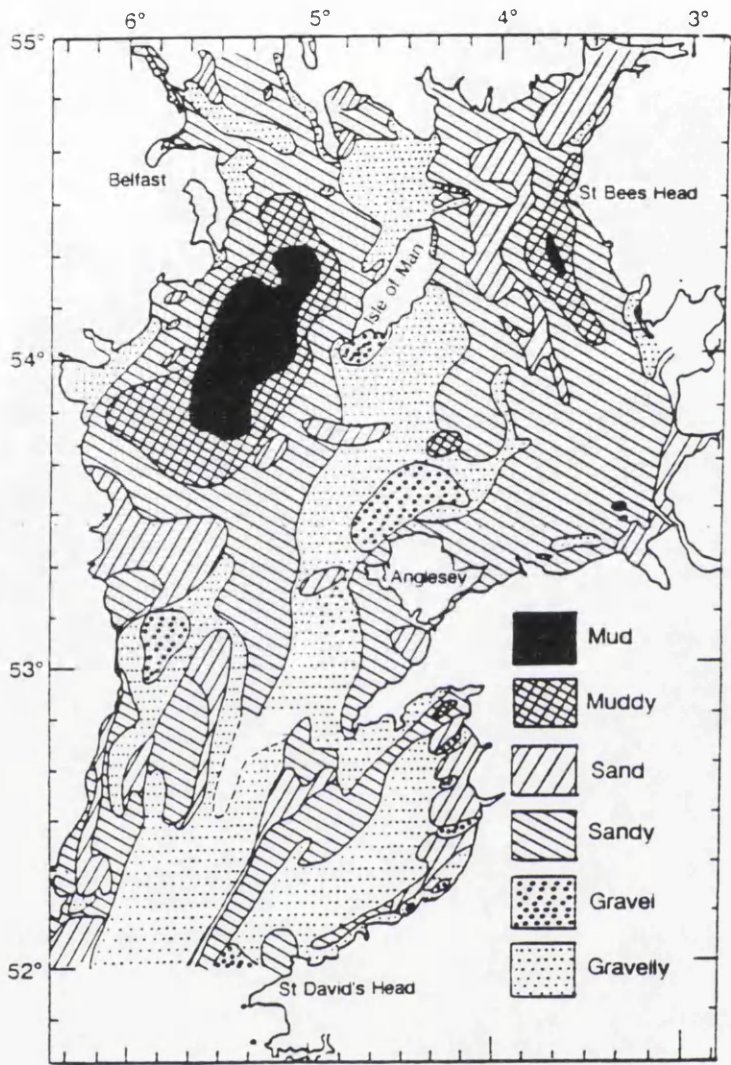 6° 5° 4° 3°
55°
Belfast
St Bees Head
Isle of Man
54°
Anglesey
53°
Mud
Muddy
Sand
Sandy
Gravel
Gravelly
52°
St David's Head